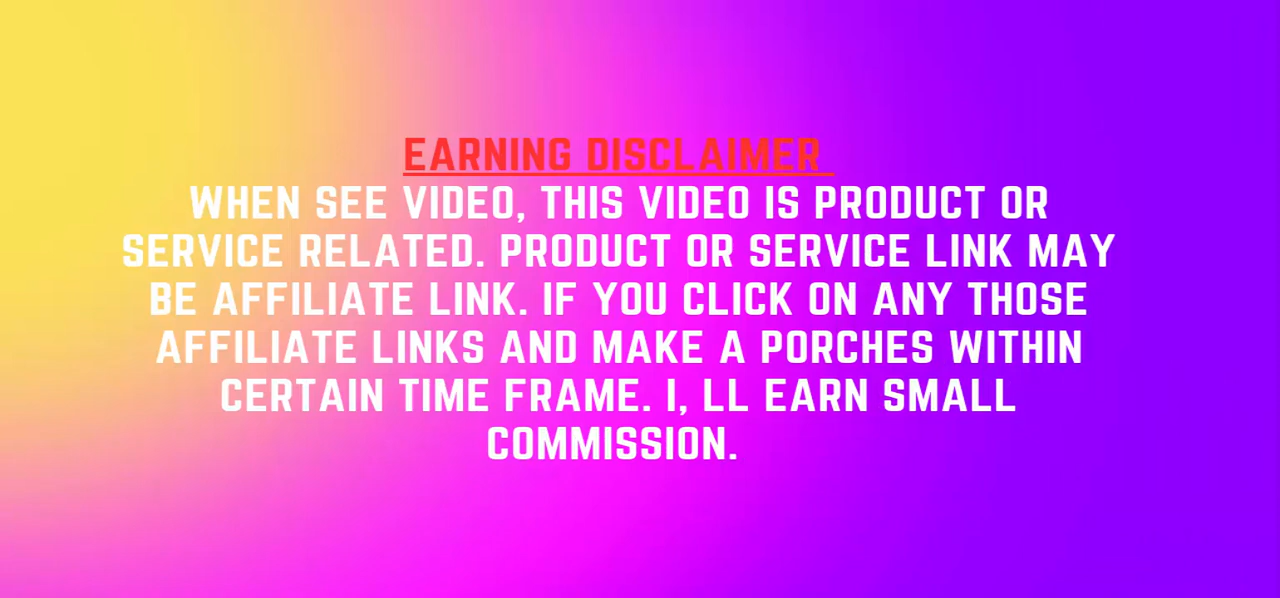 EARNING DISCLAIMER
WHEN SEE VIDEO, THIS VIDEO IS PRODUCT OR
SERVICE RELATED. PRODUCT OR SERVICE LINK MAY
BE AFFILIATE LINK. IF YOU CLICK ON ANY THOSE
AFFILIATE LINKS AND MAKE A PORCHES WITHIN
CERTAIN TIME FRAME. I, LL EARN SMALL
COMMISSION.